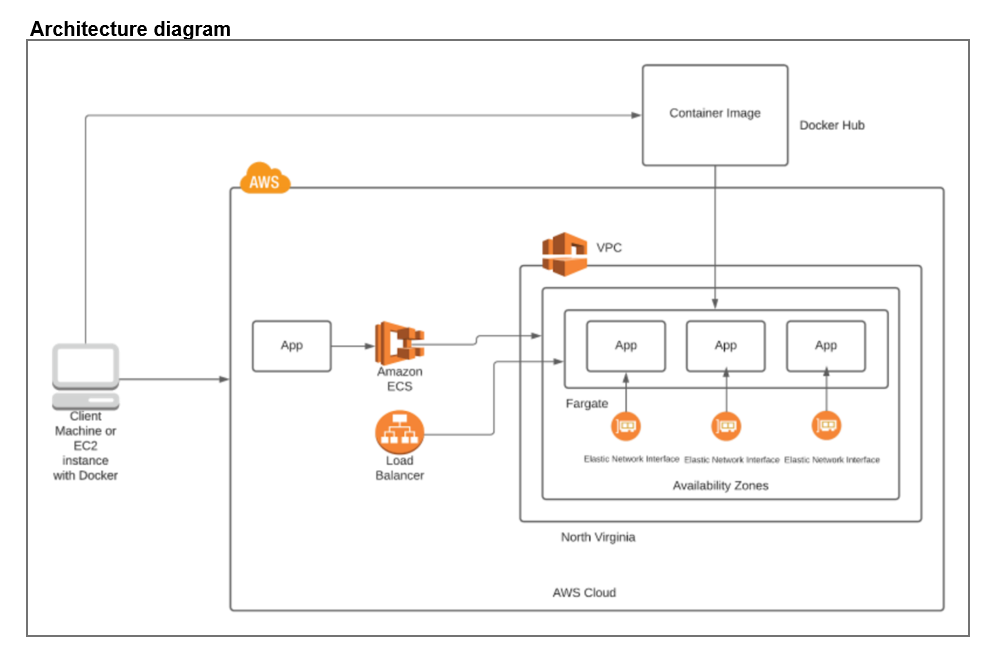 Architecture diagram
Container Image
Docker Hub
AWS
VPC
App
Amazon
ECS
App
App
App
Fargate
Client
Machine or
EC2
instance
with Docker
Load
Balancer
Elastic Network Interface
Elastic Network Interface
Elastic Network Interface
Availability Zones
North Virginia
AWS Cloud